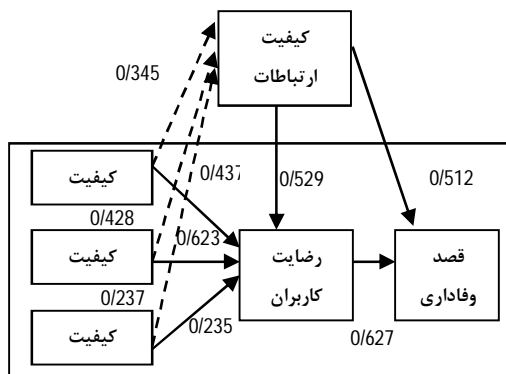 کیفیت
ارتباطات
0/345
کیفیت
0/437
0/529
0/512
0/428
کیفیت
0/623
رضایت
کاربران
قصد
وفاداری
0/237
کیفیت
0/235
0/627